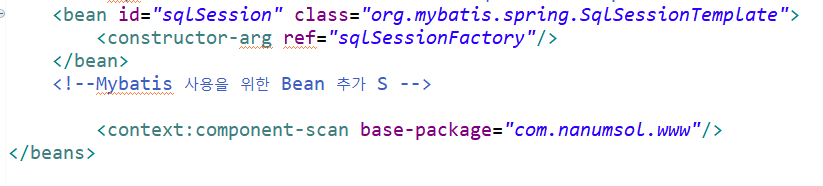 <bean id="sqlSession" class="org.mybatis.spring.SqlSessionTemplate">
<constructor-arg ref="sqlSessionFactory"/>
</bean>
<!--Mybatis 사용을 위한 Bean 추가 S -->
<context:component-scan base-package="com.nanumsol.www"/>
</beans>